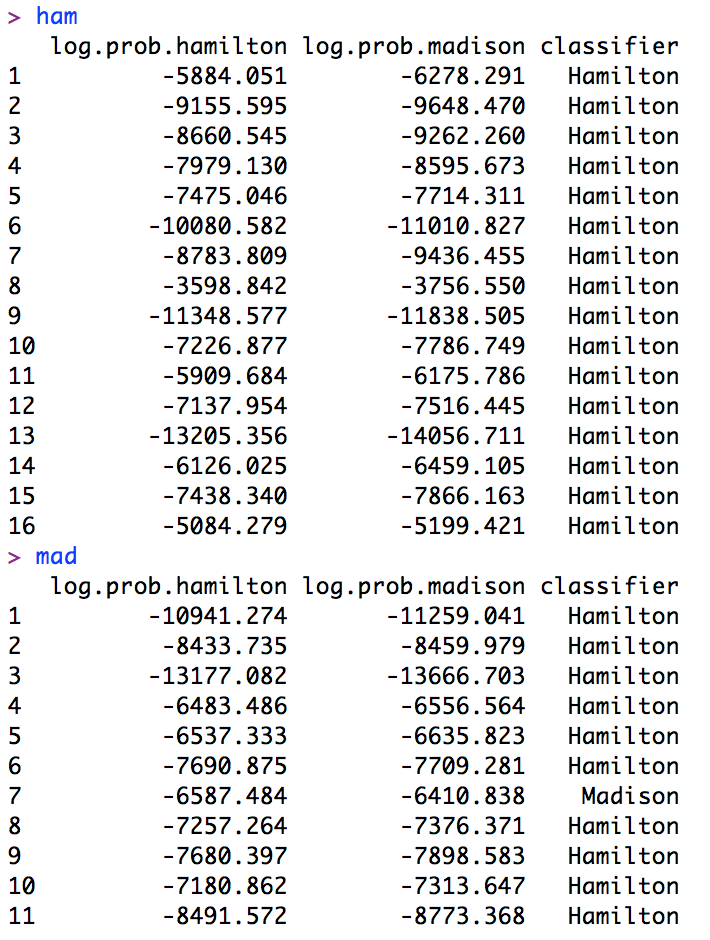 > ham
log.prob.hamilton log.prob.madison classifier
1 -5884.051 -6278.291 Hamilton
2 -9155.595 -9648.470 Hamilton
3 -8660.545 -9262.260 Hamilton
4 -7979.130 -8595.673 Hamilton
5 -7475.046 -7714.311 Hamilton
6 -10080.582 -11010.827 Hamilton
7 -8783.809 -9436.455 Hamilton
8 -3598.842 -3756.550 Hamilton
9 -11348.577 -11838.505 Hamilton
10 -7226.877 -7786.749 Hamilton
11 -5909.684 -6175.786 Hamilton
12 -7137.954 -7516.445 Hamilton
13 -13205.356 -14056.711 Hamilton
14 -6126.025 -6459.105 Hamilton
15 -7438.340 -7866.163 Hamilton
16 -5084.279 -5199.421 Hamilton
> mad
log.prob.hamilton log.prob.madison classifier
1 -10941.274 -11259.041 Hamilton
2 -8433.735 -8459.979 Hamilton
3 -13177.082 -13666.703 Hamilton
4 -6483.486 -6556.564 Hamilton
5 -6537.333 -6635.823 Hamilton
6 -7690.875 -7709.281 Hamilton
7 -6587.484 -6410.838 Madison
8 -7257.264 -7376.371 Hamilton
9 -7680.397 -7898.583 Hamilton
10 -7180.862 -7313.647 Hamilton
11 -8491.572 -8773.368 Hamilton